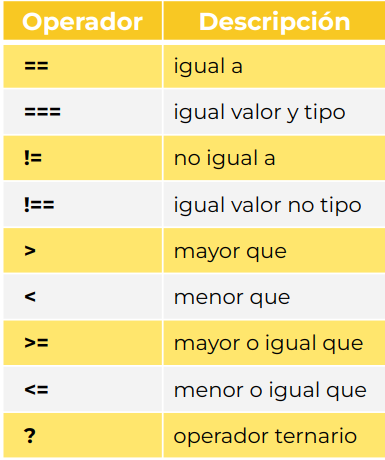 Operador Descripción
== igual a
=== igual valor y tipo
!= no igual a
!== igual valor no tipo
> mayor que
< menor que
>= mayor o igual que
<= menor o igual que
? operador ternario